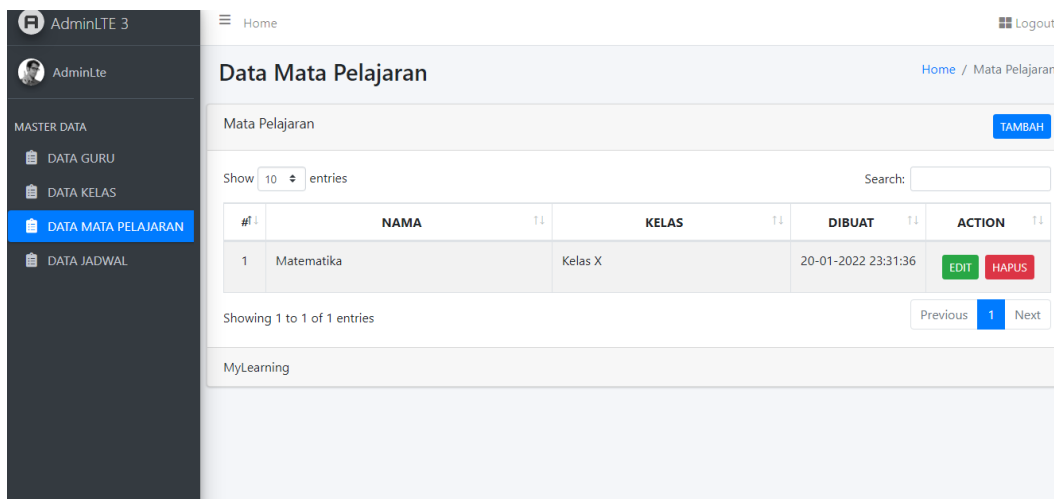 AdminLTE 3
Home
Logout
AdminLte
Data Mata Pelajaran
Home / Mata Pelajaran
MASTER DATA
DATA GURU
DATA KELAS
DATA MATA PELAJARAN
DATA JADWAL
Mata Pelajaran
TAMBAH
Show 10 entries
Search:
# NAMA KELAS DIBUAT ACTION
1 Matematika Kelas X 20-01-2022 23:31:36 EDIT HAPUS
Showing 1 to 1 of 1 entries
Previous 1 Next
MyLearning